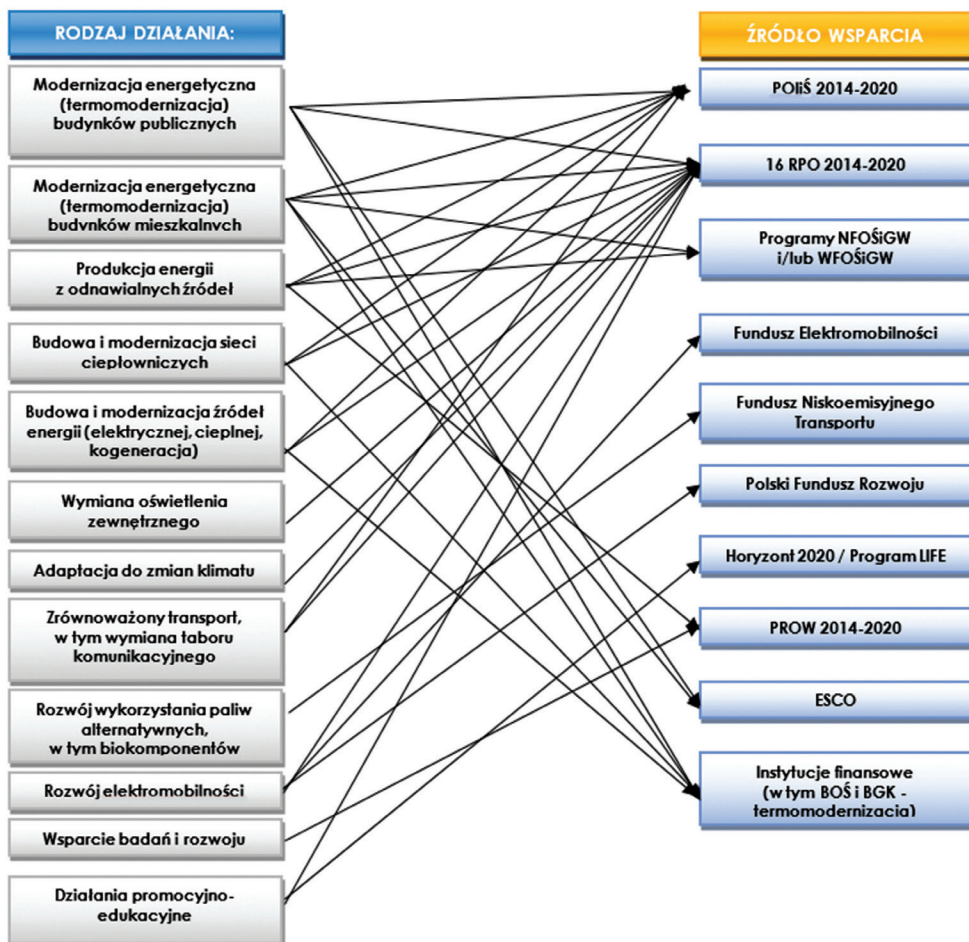 RODZAJ DZIAŁANIA:
Modernizacja energetyczna
(termomodernizacja)
budynków publicznych
Modernizacja energetyczna
(termomodernizacja)
budynków mieszkalnych
Produkcja energii
z odnawialnych źródeł
Budowa i modernizacja sieci
ciepłowniczych
Budowa i modernizacja źródeł
energii (elektrycznej, cieplnej,
kogeneracja)
Wymiana oświetlenia
zewnętrznego
Adaptacja do zmian klimatu
Zrównoważony transport,
w tym wymiana taboru
komunikacyjnego
Rozwój wykorzystania paliw
alternatywnych,
w tym biokomponentów
Rozwój elektromobilności
Wsparcie badań i rozwoju
Działania promocyjno-
edukacyjne
ŹRÓDŁO WSPARCIA
POIiŚ 2014-2020
16 RPO 2014-2020
Programy NFOŚiGW
i/lub WFOŚiGW
Fundusz Elektromobilności
Fundusz Niskoemisyjnego
Transportu
Polski Fundusz Rozwoju
Horyzont 2020 / Program LIFE
PROW 2014-2020
ESCO
Instytucje finansowe
(w tym BOŚ i BGK -
termomodernizacja)